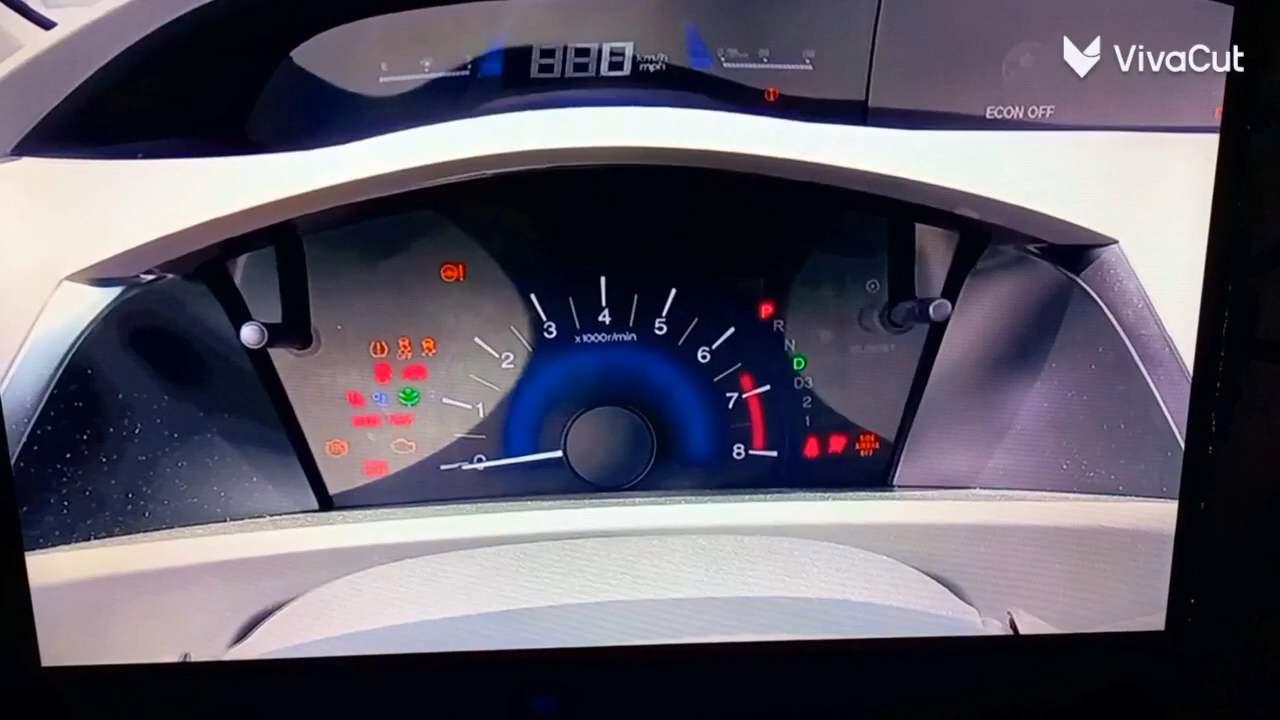 VivaCut
888 km/h
mph
ECON OFF
3 4 5
x1000r/min
2 6
1 7
0 8
P
R
N
D
D3
2
1